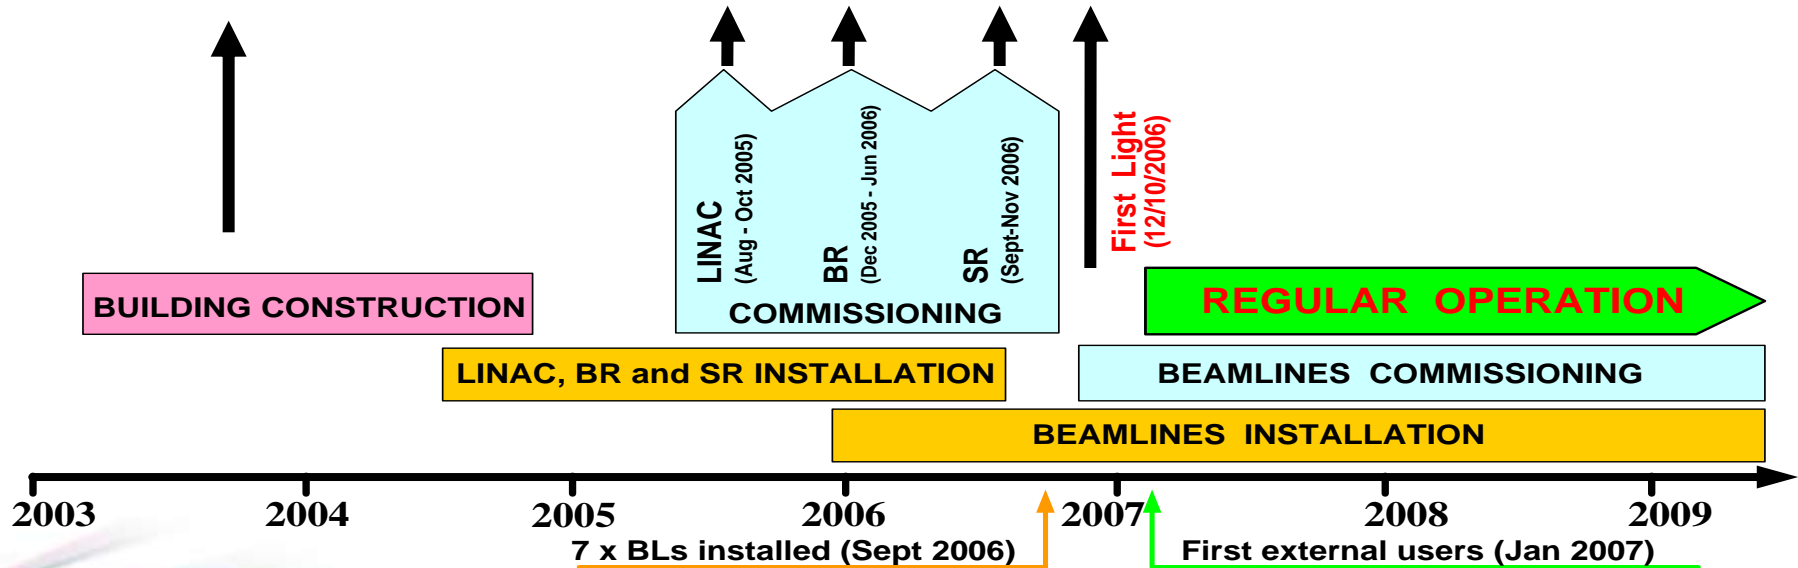 LINAC
(Aug - Oct 2005)
BR
(Dec 2005 - Jun 2006)
SR
(Sept-Nov 2006)
First Light
(12/10/2006)
BUILDING CONSTRUCTION
COMMISSIONING
REGULAR OPERATION
LINAC, BR and SR INSTALLATION
BEAMLINES COMMISSIONING
BEAMLINES INSTALLATION
2003
2004
2005
2006
2007
2008
2009
7 x BLs installed (Sept 2006)
First external users (Jan 2007)